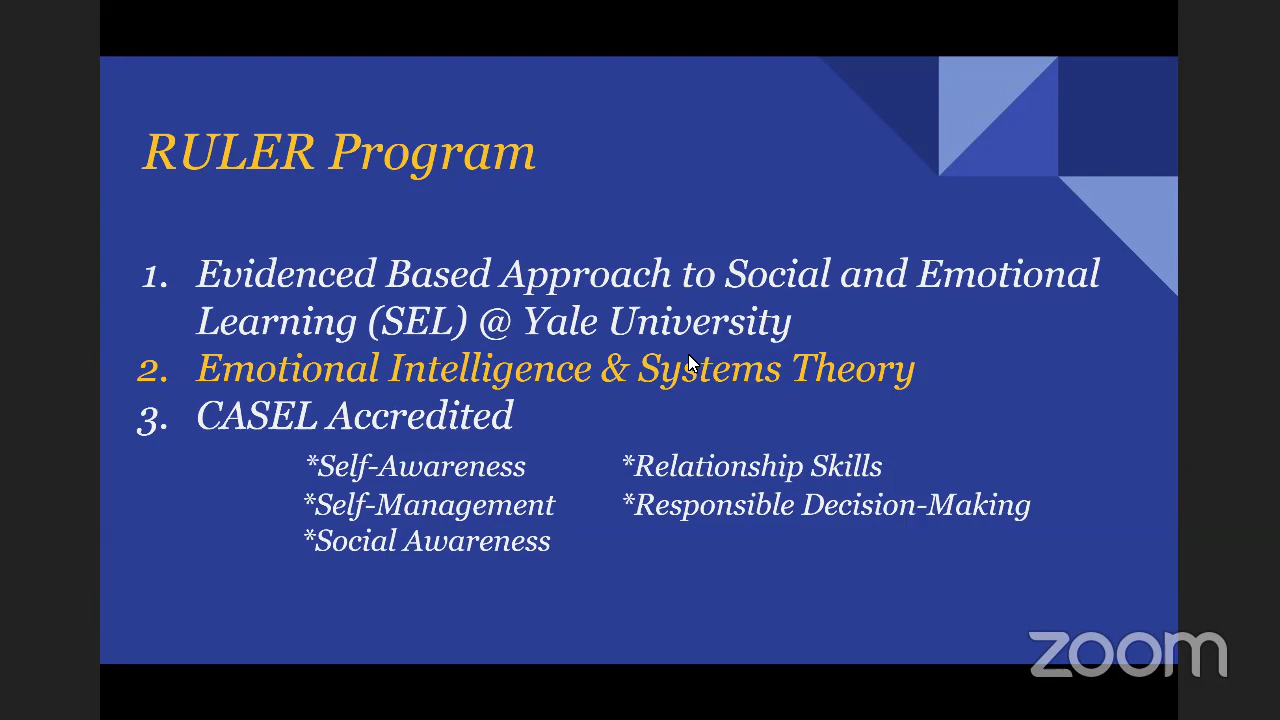 RULER Program
1. Evidenced Based Approach to Social and Emotional
Learning (SEL) @ Yale University
2. Emotional Intelligence & Systems Theory
3. CASEL Accredited
*Self-Awareness *Relationship Skills
*Self-Management *Responsible Decision-Making
*Social Awareness
zoom